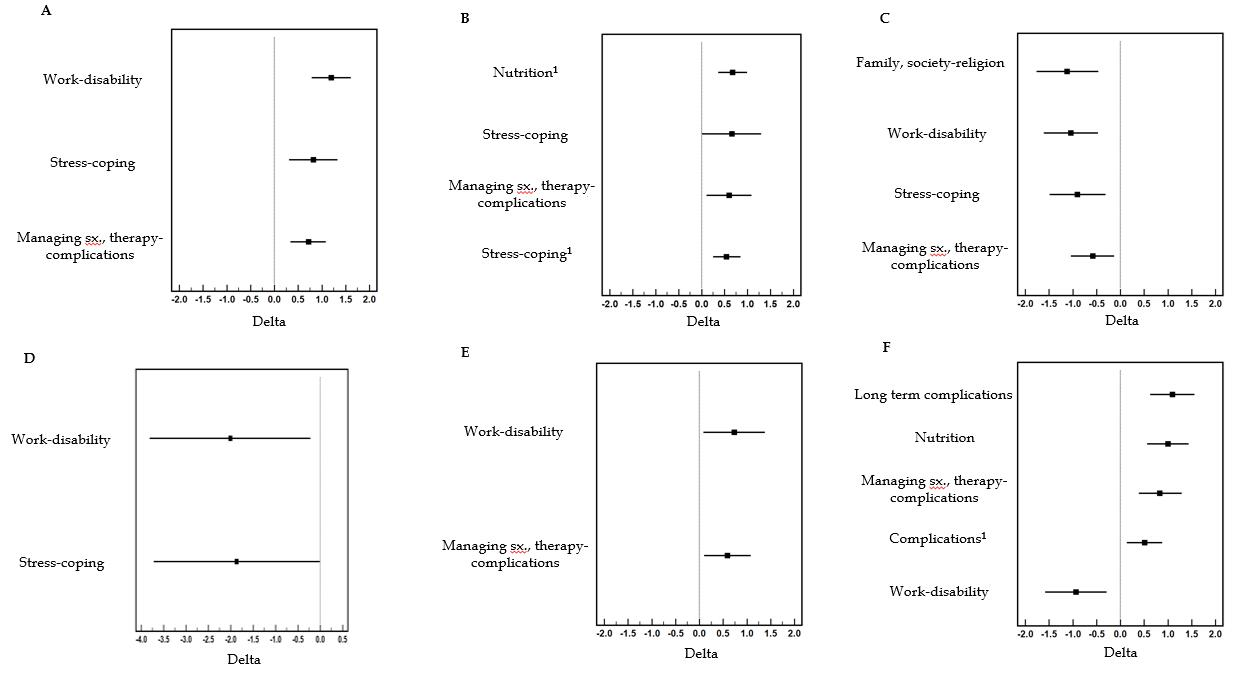 A
Work-disability
Stress-coping
Managing sx., therapy-
complications
-2.0 -1.5 -1.0 -0.5 0.0 0.5 1.0 1.5 2.0
Delta
B
Nutrition¹
Stress-coping
Managing sx., therapy-
complications
Stress-coping¹
-2.0 -1.5 -1.0 -0.5 0.0 0.5 1.0 1.5 2.0
Delta
C
Family, society-religion
Work-disability
Stress-coping
Managing sx., therapy-
complications
-2.0 -1.5 -1.0 -0.5 0.0 0.5 1.0 1.5 2.0
Delta
D
Work-disability
Stress-coping
-4.0 -3.5 -3.0 -2.5 -2.0 -1.5 -1.0 -0.5 0.0 0.5
Delta
E
Work-disability
Managing sx., therapy-
complications
-2.0 -1.5 -1.0 -0.5 0.0 0.5 1.0 1.5 2.0
Delta
F
Long term complications
Nutrition
Managing sx., therapy-
complications
Complications¹
Work-disability
-2.0 -1.5 -1.0 -0.5 0.0 0.5 1.0 1.5 2.0
Delta